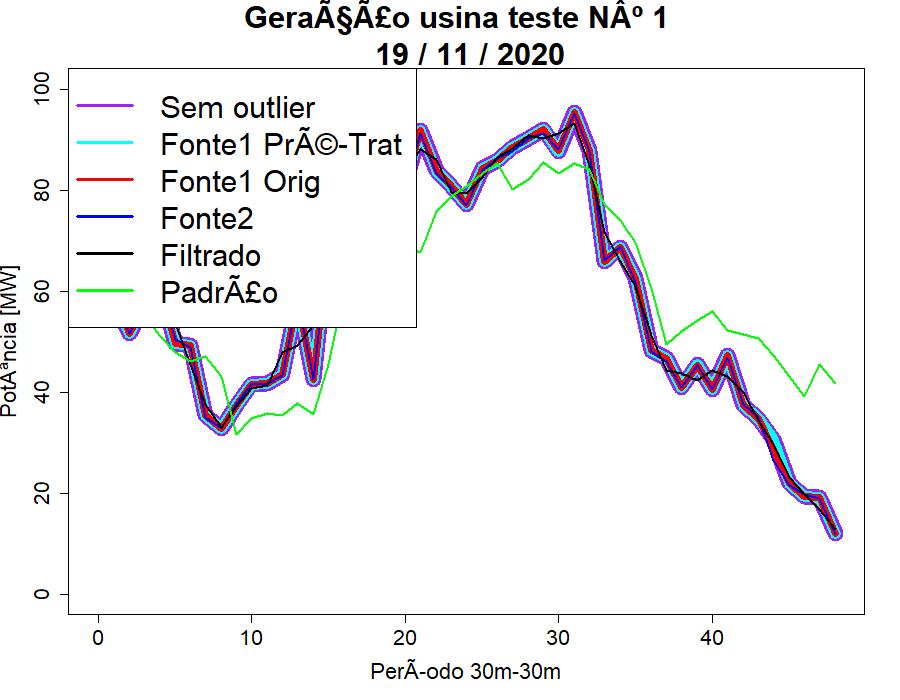 GeraÃ§Ã£o usina teste NÂº 1
19 / 11 / 2020
PotÃªncia [MW]
100
80
60
40
20
0
Sem outlier
Fonte1 PrÃ©-Trat
Fonte1 Orig
Fonte2
Filtrado
PadrÃ£o
0 10 20 30 40
PerÃ-odo 30m-30m